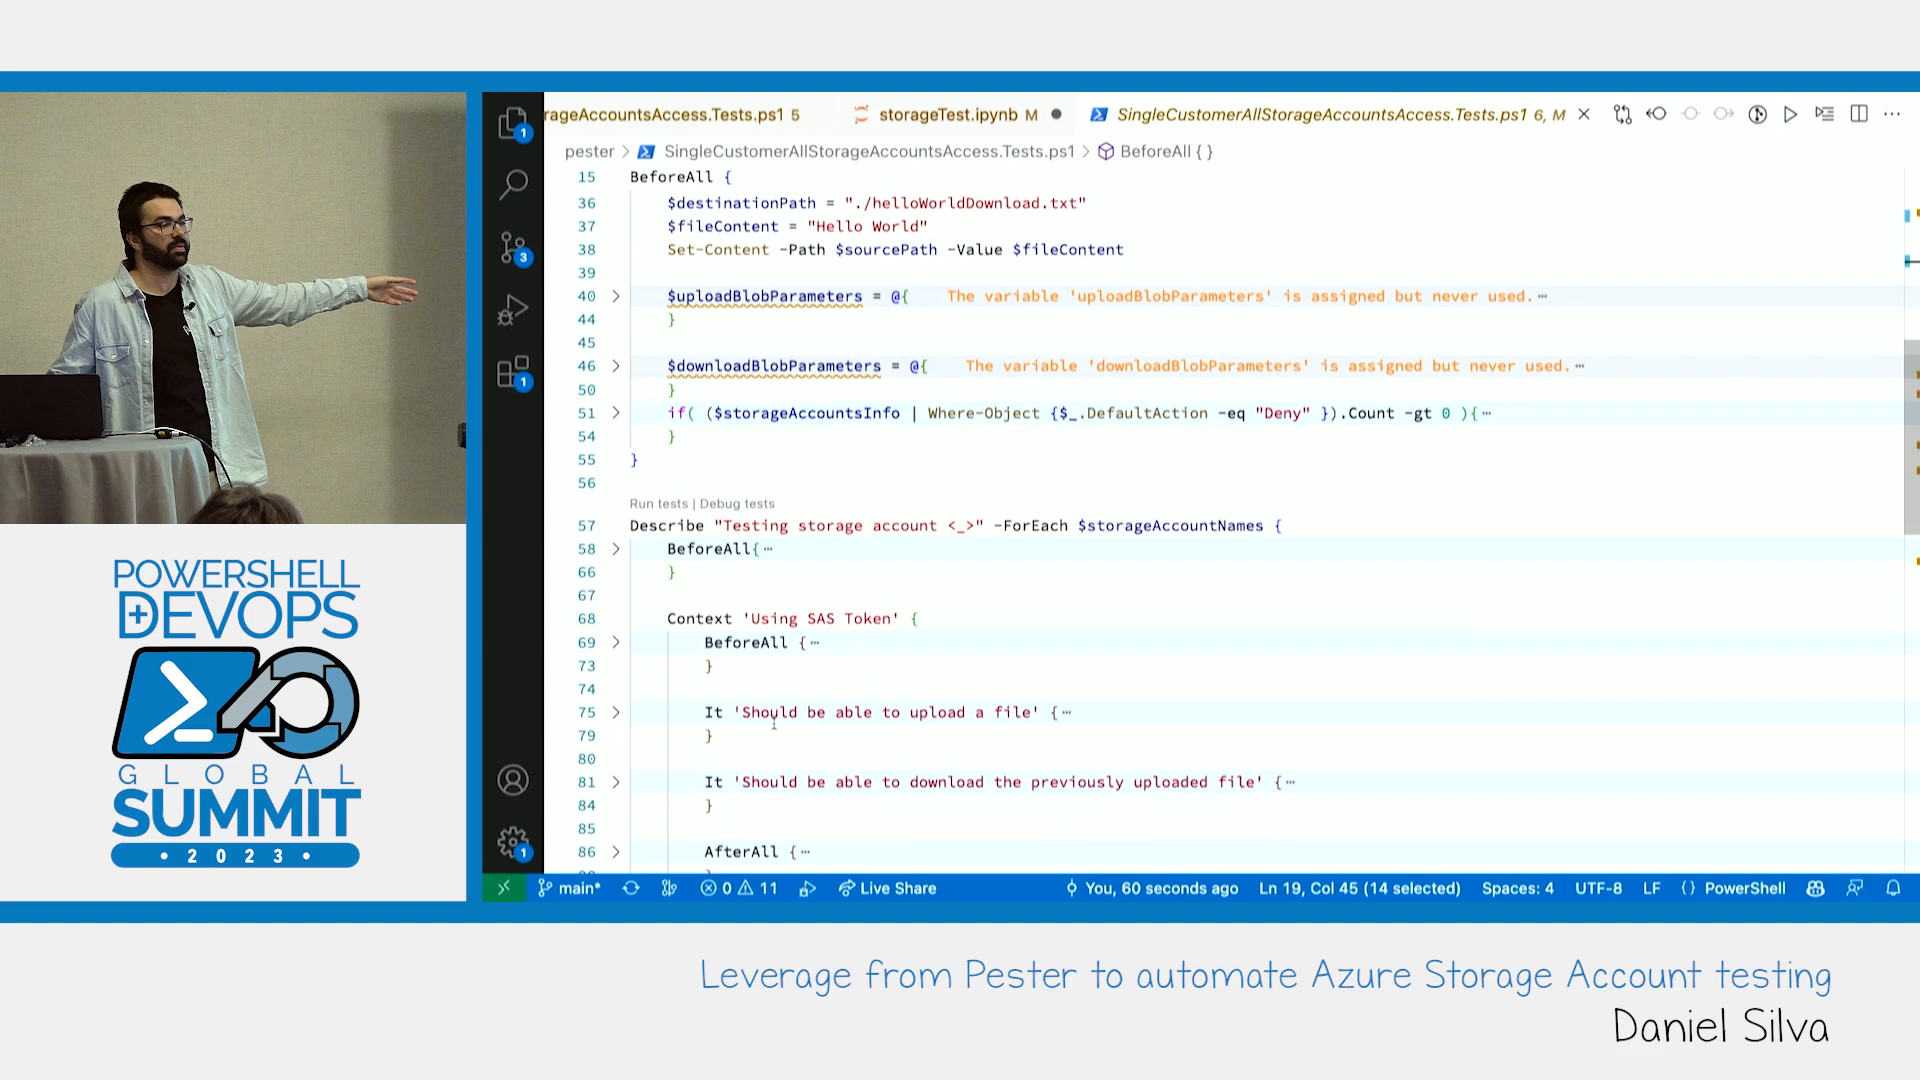 rageAccountsAccess.Tests.ps1 5
storageTest.ipynb M
SingleCustomerAllStorageAccountsAccess.Tests.ps1 6, M
pester > SingleCustomerAllStorageAccountsAccess.Tests.ps1 > BeforeAll { }
15 BeforeAll {
36 $destinationPath = "./helloWorldDownload.txt"
37 $fileContent = "Hello World"
38 Set-Content -Path $sourcePath -Value $fileContent
39
40 $uploadBlobParameters = @{ The variable 'uploadBlobParameters' is assigned but never used. ⋯
44 }
45
46 $downloadBlobParameters = @{ The variable 'downloadBlobParameters' is assigned but never used. ⋯
50 }
51 if( ($storageAccountsInfo | Where-Object {$_.DefaultAction -eq "Deny" }).Count -gt 0 ){⋯
54 }
55 }
56
Run tests | Debug tests
57 Describe "Testing storage account <_>" -ForEach $storageAccountNames {
58 BeforeAll{⋯
66 }
67
68 Context 'Using SAS Token' {
69 BeforeAll {⋯
73 }
74
75 It 'Should be able to upload a file' {⋯
79 }
80
81 It 'Should be able to download the previously uploaded file' {⋯
84 }
85
86 AfterAll {⋯
1
3
1
1
main* 0 11 Live Share You, 60 seconds ago Ln 19, Col 45 (14 selected) Spaces: 4 UTF-8 LF {} PowerShell
POWERSHELL
+DEVOPS
GLOBAL
SUMMIT
• 2023 •
Leverage from Pester to automate Azure Storage Account testing
Daniel Silva